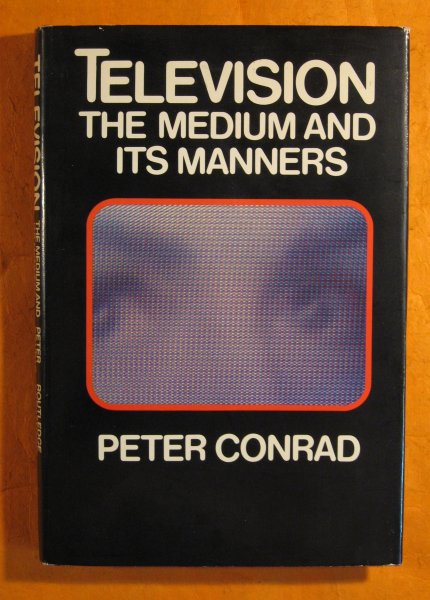 TELEVISION
THE MEDIUM AND
ITS MANNERS
PETER CONRAD
TELEVISION THE MEDIUM AND PETER ROUTLEDGE